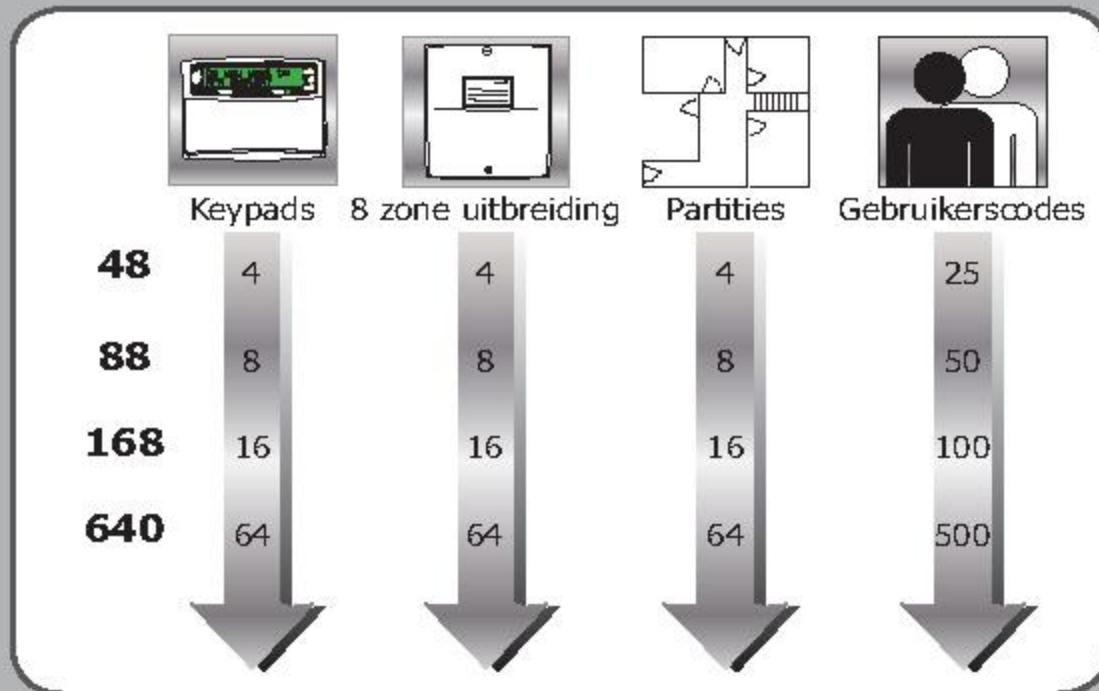 Keypads 8 zone uitbreiding Partities Gebruikerscodes
48 4 4 4 25
88 8 8 8 50
168 16 16 16 100
640 64 64 64 500